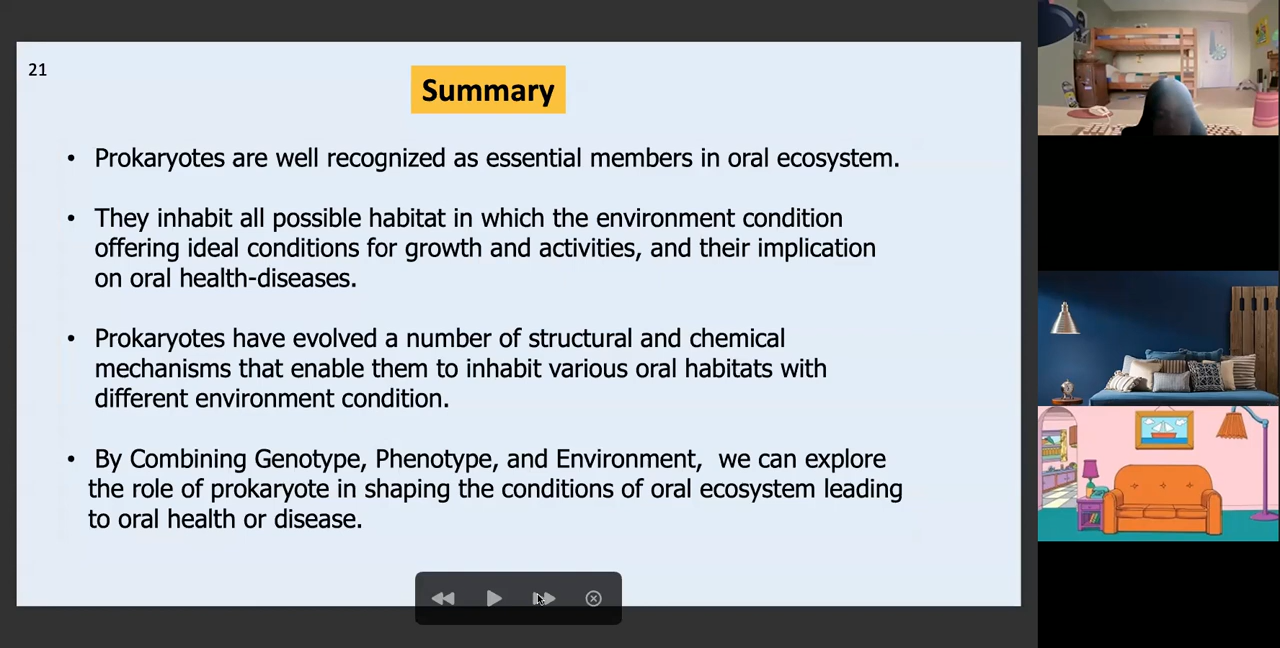 21
Summary
• Prokaryotes are well recognized as essential members in oral ecosystem.
• They inhabit all possible habitat in which the environment condition
offering ideal conditions for growth and activities, and their implication
on oral health-diseases.
• Prokaryotes have evolved a number of structural and chemical
mechanisms that enable them to inhabit various oral habitats with
different environment condition.
• By Combining Genotype, Phenotype, and Environment,  we can explore
the role of prokaryote in shaping the conditions of oral ecosystem leading
to oral health or disease.